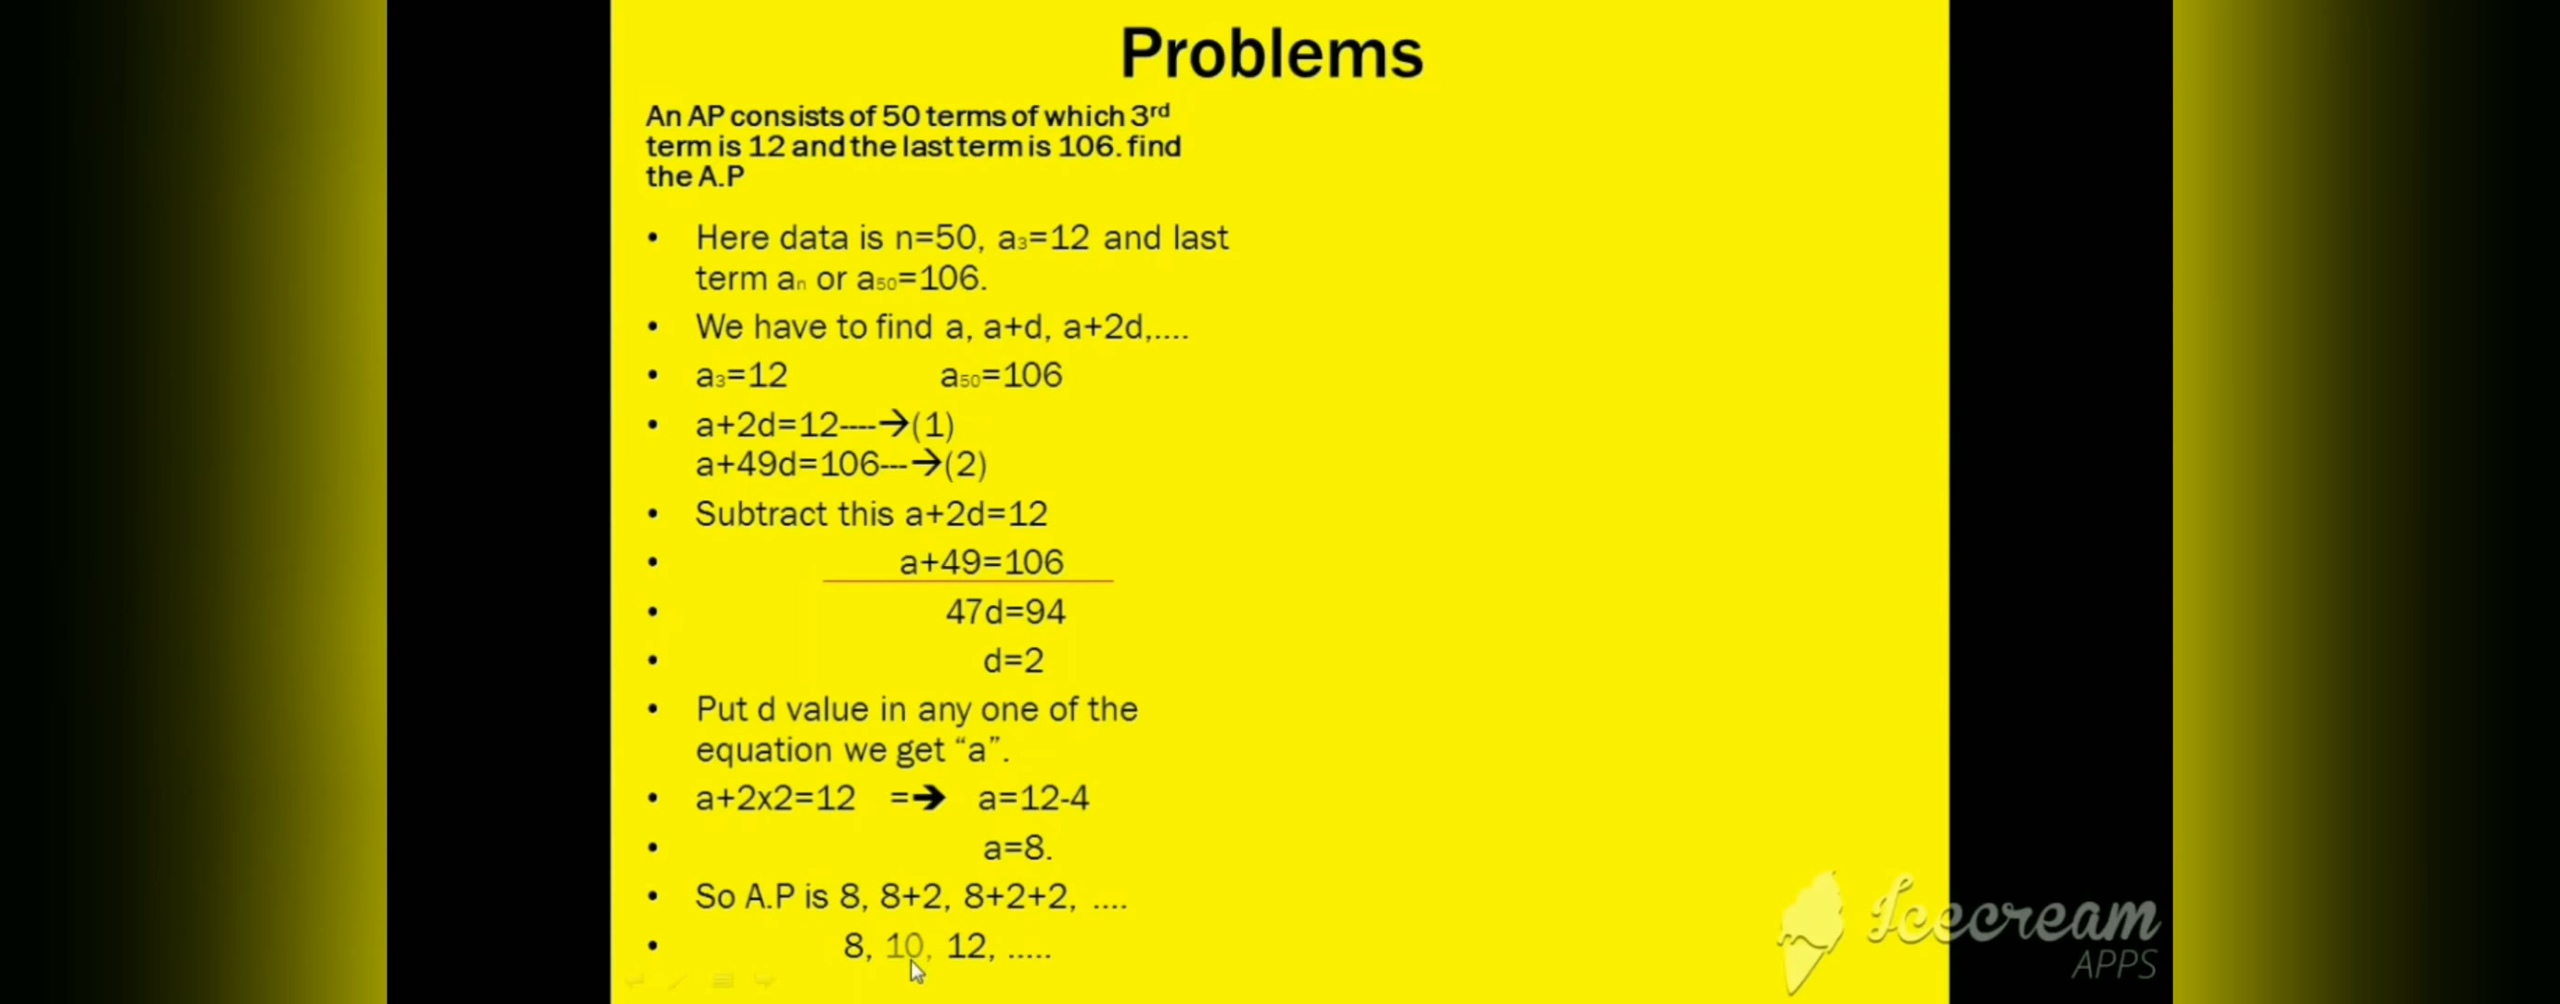 Problems
An AP consists of 50 terms of which 3rd
term is 12 and the last term is 106. find
the A.P
• Here data is n=50, a₃=12 and last
term aₙ or a₅₀=106.
• We have to find a, a+d, a+2d,....
• a₃=12 a₅₀=106
• a+2d=12----→(1)
a+49d=106---→(2)
• Subtract this a+2d=12
• a+49=106
• 47d=94
• d=2
• Put d value in any one of the
equation we get “a”.
• a+2x2=12 =➔ a=12-4
• a=8.
• So A.P is 8, 8+2, 8+2+2, ....
• 8, 10, 12, .....
Icecream
APPS